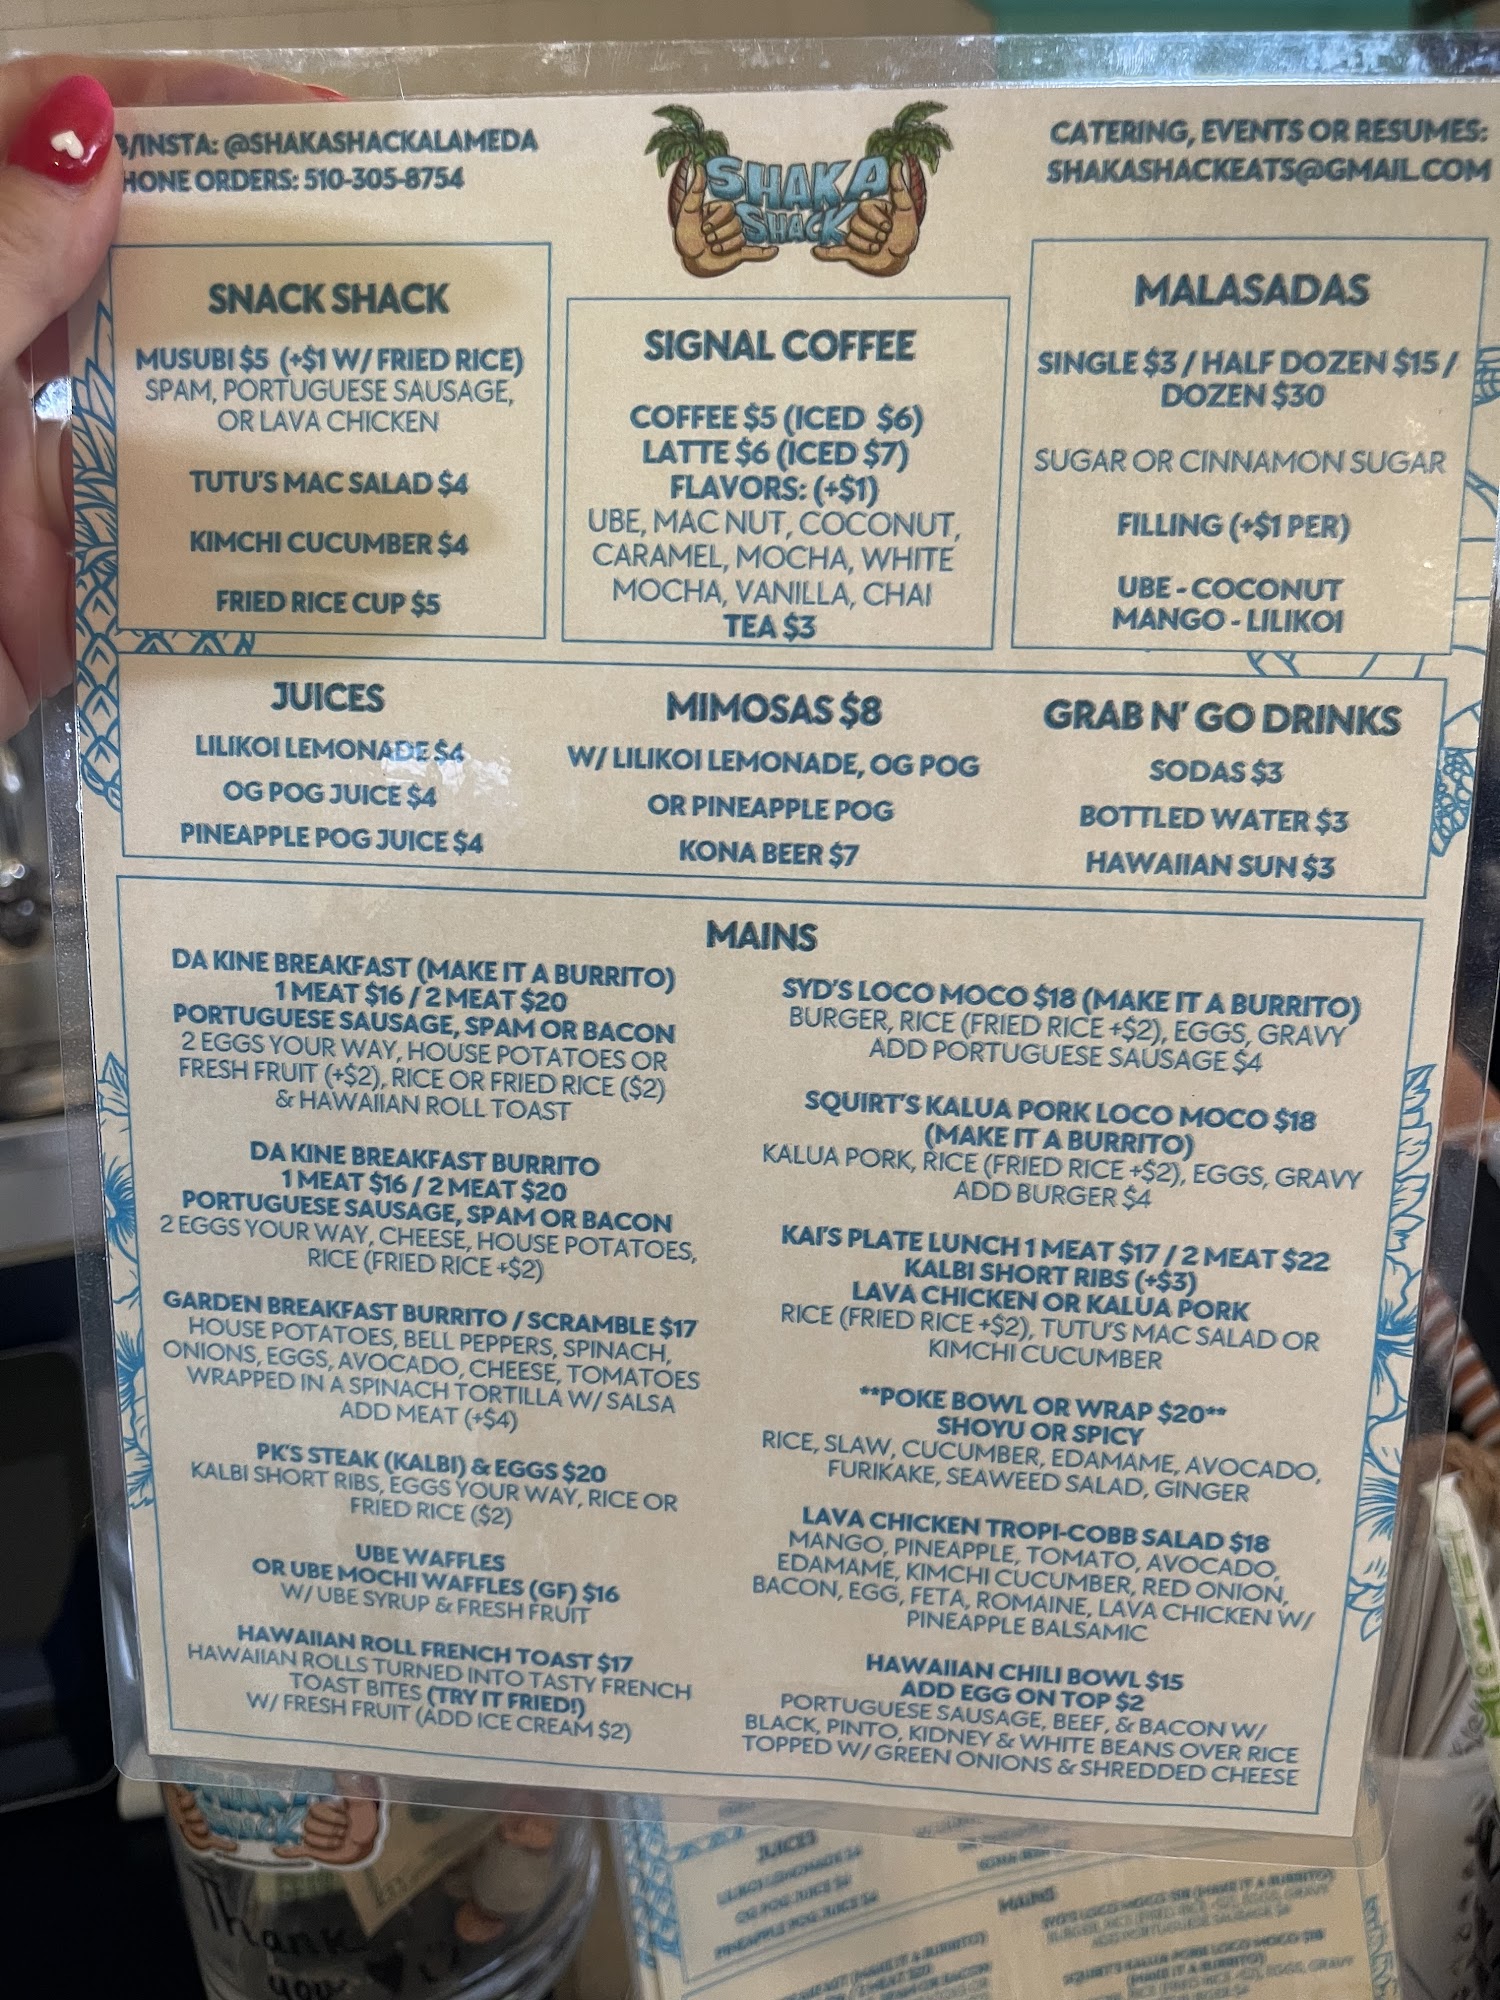 B/INSTA: @SHAKASHACKALAMEDA
HONE ORDERS: 510-305-8754
SHAKA
SHACK
CATERING, EVENTS OR RESUMES:
SHAKASHACKEATS@GMAIL.COM
SNACK SHACK
MUSUBI $5 (+$1 W/ FRIED RICE)
SPAM, PORTUGUESE SAUSAGE,
OR LAVA CHICKEN
TUTU'S MAC SALAD $4
KIMCHI CUCUMBER $4
FRIED RICE CUP $5
SIGNAL COFFEE
COFFEE $5 (ICED $6)
LATTE $6 (ICED $7)
FLAVORS: (+$1)
UBE, MAC NUT, COCONUT,
CARAMEL, MOCHA, WHITE
MOCHA, VANILLA, CHAI
TEA $3
MALASADAS
SINGLE $3 / HALF DOZEN $15 /
DOZEN $30
SUGAR OR CINNAMON SUGAR
FILLING (+$1 PER)
UBE - COCONUT
MANGO - LILIKOI
JUICES
LILIKOI LEMONADE $4
OG POG JUICE $4
PINEAPPLE POG JUICE $4
MIMOSAS $8
W/ LILIKOI LEMONADE, OG POG
OR PINEAPPLE POG
KONA BEER $7
GRAB N' GO DRINKS
SODAS $3
BOTTLED WATER $3
HAWAIIAN SUN $3
MAINS
DA KINE BREAKFAST (MAKE IT A BURRITO)
1 MEAT $16 / 2 MEAT $20
PORTUGUESE SAUSAGE, SPAM OR BACON
2 EGGS YOUR WAY, HOUSE POTATOES OR
FRESH FRUIT (+$2), RICE OR FRIED RICE ($2)
& HAWAIIAN ROLL TOAST
DA KINE BREAKFAST BURRITO
1 MEAT $16 / 2 MEAT $20
PORTUGUESE SAUSAGE, SPAM OR BACON
2 EGGS YOUR WAY, CHEESE, HOUSE POTATOES,
RICE (FRIED RICE +$2)
GARDEN BREAKFAST BURRITO / SCRAMBLE $17
HOUSE POTATOES, BELL PEPPERS, SPINACH,
ONIONS, EGGS, AVOCADO, CHEESE, TOMATOES
WRAPPED IN A SPINACH TORTILLA W/ SALSA
ADD MEAT (+$4)
PK'S STEAK (KALBI) & EGGS $20
KALBI SHORT RIBS, EGGS YOUR WAY, RICE OR
FRIED RICE ($2)
UBE WAFFLES
OR UBE MOCHI WAFFLES (GF) $16
W/ UBE SYRUP & FRESH FRUIT
HAWAIIAN ROLL FRENCH TOAST $17
HAWAIIAN ROLLS TURNED INTO TASTY FRENCH
TOAST BITES (TRY IT FRIED!)
W/ FRESH FRUIT (ADD ICE CREAM $2)
SYD'S LOCO MOCO $18 (MAKE IT A BURRITO)
BURGER, RICE (FRIED RICE +$2), EGGS, GRAVY
ADD PORTUGUESE SAUSAGE $4
SQUIRT'S KALUA PORK LOCO MOCO $18
(MAKE IT A BURRITO)
KALUA PORK, RICE (FRIED RICE +$2), EGGS, GRAVY
ADD BURGER $4
KAI'S PLATE LUNCH 1 MEAT $17 / 2 MEAT $22
KALBI SHORT RIBS (+$3)
LAVA CHICKEN OR KALUA PORK
RICE (FRIED RICE +$2), TUTU'S MAC SALAD OR
KIMCHI CUCUMBER
**POKE BOWL OR WRAP $20**
SHOYU OR SPICY
RICE, SLAW, CUCUMBER, EDAMAME, AVOCADO,
FURIKAKE, SEAWEED SALAD, GINGER
LAVA CHICKEN TROPI-COBB SALAD $18
MANGO, PINEAPPLE, TOMATO, AVOCADO,
EDAMAME, KIMCHI CUCUMBER, RED ONION,
BACON, EGG, FETA, ROMAINE, LAVA CHICKEN W/
PINEAPPLE BALSAMIC
HAWAIIAN CHILI BOWL $15
ADD EGG ON TOP $2
PORTUGUESE SAUSAGE, BEEF, & BACON W/
BLACK, PINTO, KIDNEY & WHITE BEANS OVER RICE
TOPPED W/ GREEN ONIONS & SHREDDED CHEESE
SHACK
Thank
you
JUICES
LILIKOI LEMONADE $4
OG POG JUICE $4
PINEAPPLE POG JUICE $4
KONA BEER $7
MAINS